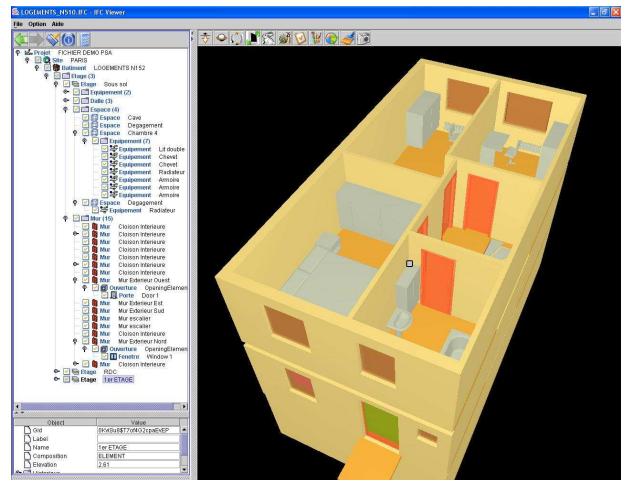 LOGEMENTS_N510.IFC - IFC Viewer
File Option Aide
Projet FICHIER DEMO PSA
Site PARIS
Batiment LOGEMENTS N152
Etage (3)
Etage Sous sol
Equipement (2)
Dalle (3)
Espace (4)
Espace Cave
Espace Degagement
Espace Chambre 4
Equipement (7)
Equipement Lit double
Equipement Chevet
Equipement Chevet
Equipement Radiateur
Equipement Armoire
Equipement Armoire
Equipement Armoire
Espace Degagement
Equipement Radiateur
Mur (15)
Mur Cloison Interieure
Mur Cloison Interieure
Mur Cloison Interieure
Mur Cloison Interieure
Mur Cloison Interieure
Mur Cloison Interieure
Mur Cloison Interieure
Mur Exterieur Ouest
Ouverture OpeningElemen
Porte Door 1
Mur Exterieur Est
Mur Exterieur Sud
Mur escalier
Mur escalier
Mur Cloison Interieure
Mur Exterieur Nord
Ouverture OpeningElemen
Fenetre Window 1
Mur Cloison Interieure
Etage RDC
Etage 1er ETAGE
Object Value
Gid
Label
Name 1er ETAGE
Composition ELEMENT
Elevation 2.61